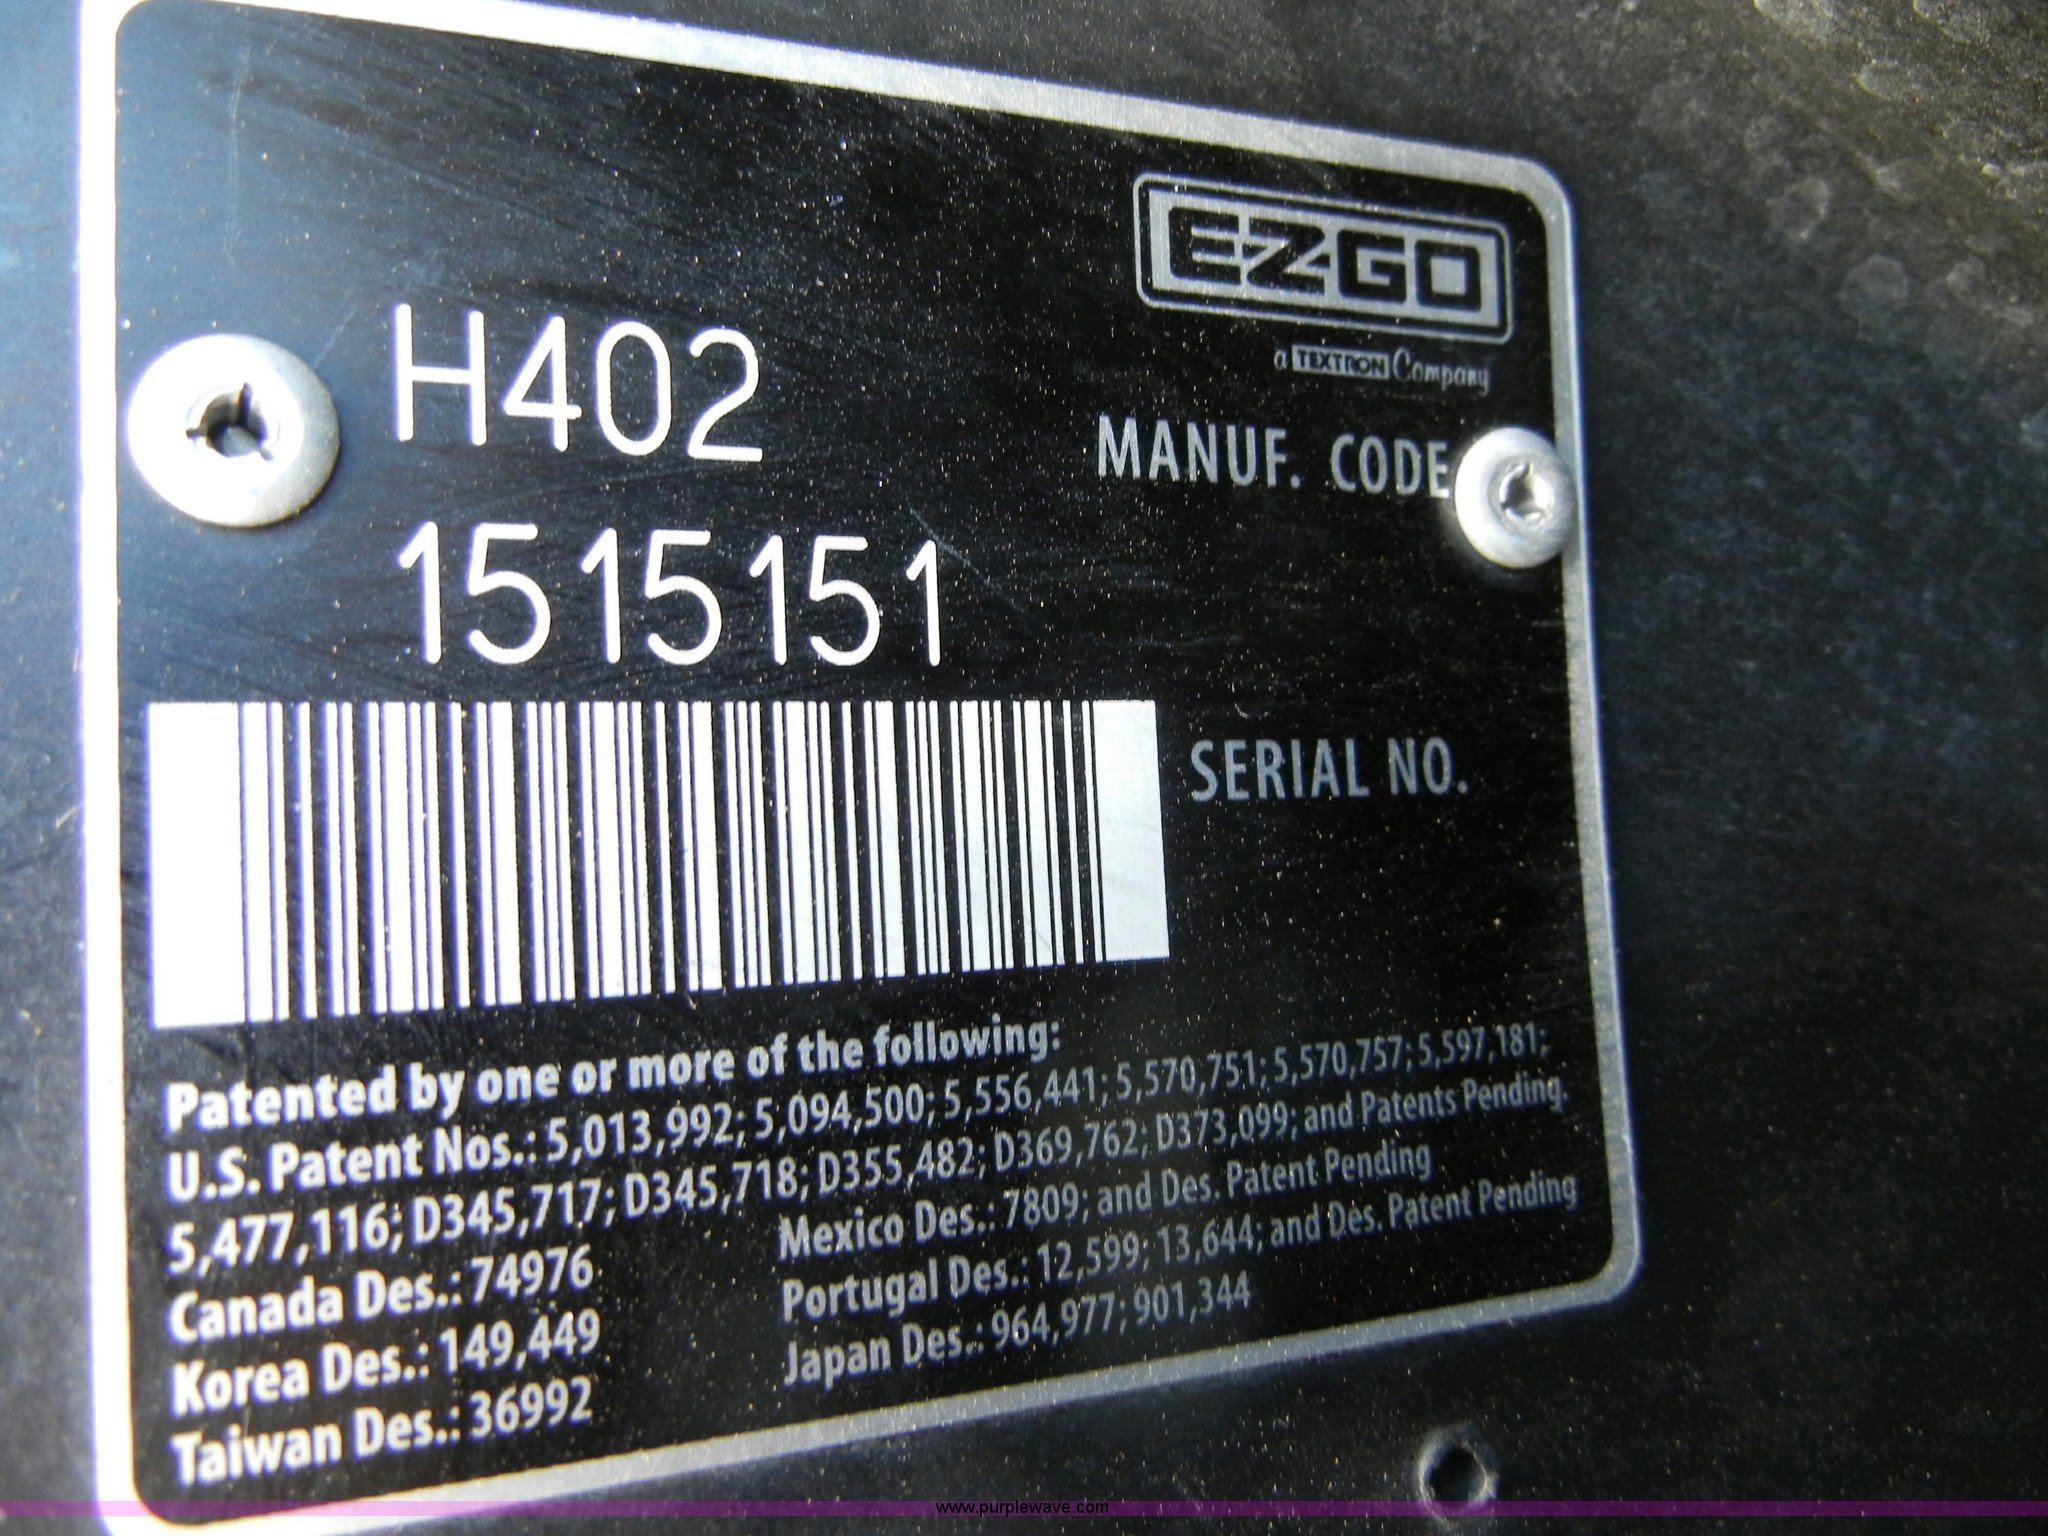 EZGO
a TEXTRON Company
H402
MANUF. CODE
1515151
SERIAL NO.
Patented by one or more of the following:
U.S. Patent Nos.: 5,013,992; 5,094,500; 5,556,441; 5,570,751; 5,570,757; 5,597,181;
5,477,116; D345,717; D345,718; D355,482; D369,762; D373,099; and Patents Pending.
Canada Des.: 74976
Korea Des.: 149,449
Taiwan Des.: 36992
Mexico Des.: 7809; and Des. Patent Pending
Portugal Des.: 12,599; 13,644; and Des. Patent Pending
Japan Des.: 964,977; 901,344
www.purplewave.com